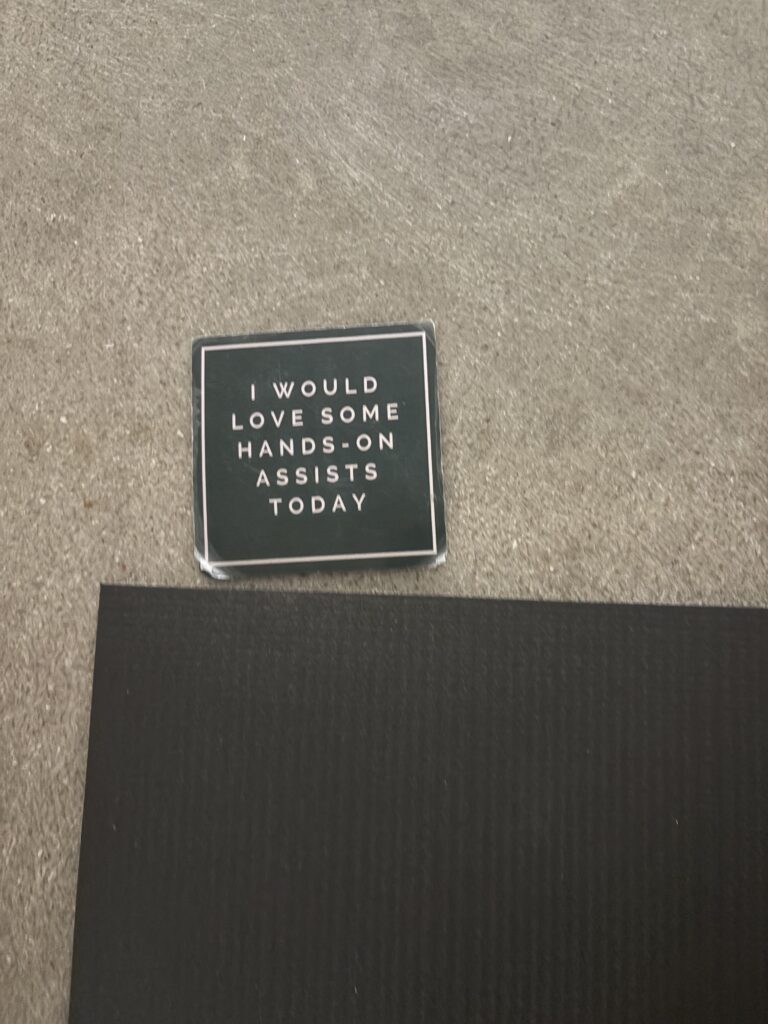 I WOULD
LOVE SOME
HANDS-ON
ASSISTS
TODAY